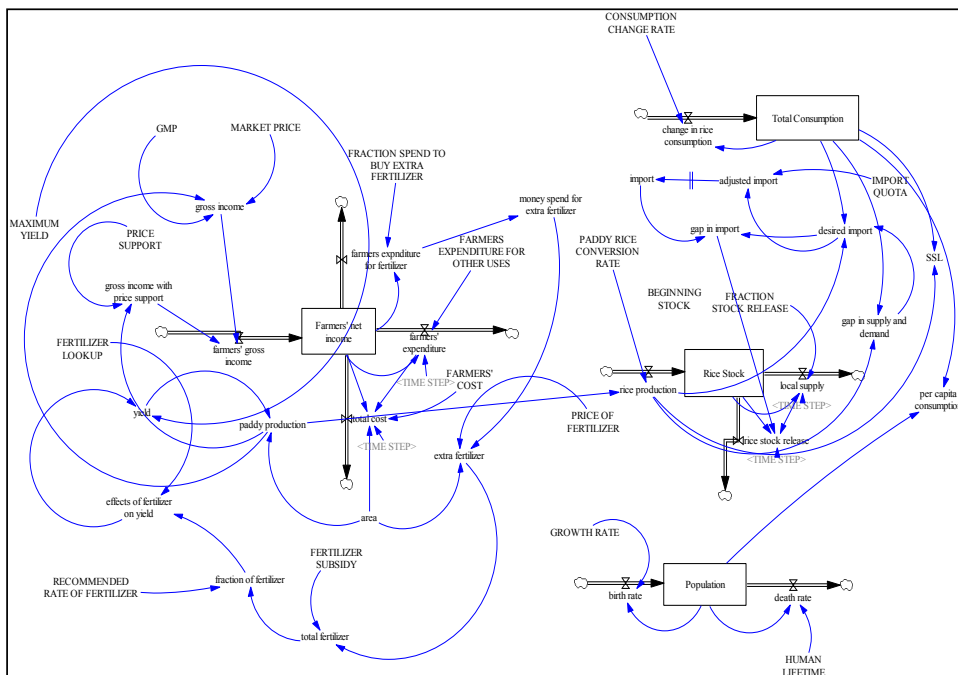 CONSUMPTION
CHANGE RATE
GMP
MARKET PRICE
Total Consumption
change in rice
consumption
FRACTION SPEND TO
BUY EXTRA
FERTILIZER
import
adjusted import
IMPORT
QUOTA
MAXIMUM
YIELD
gross income
money spend for
extra fertilizer
PRICE
SUPPORT
gap in import
desired import
farmers expnditure
for fertilizer
FARMERS
EXPENDITURE FOR
OTHER USES
PADDY RICE
CONVERSION
RATE
SSL
gross income with
price support
BEGINNING
STOCK
FRACTION
STOCK RELEASE
gap in supply and
demand
Farmers' net
income
FERTILIZER
LOOKUP
farmers' gross
income
farmers'
expenditure
Rice Stock
<TIME STEP>
FARMERS'
COST
rice production
local supply
<TIME STEP>
per capita
consumption
yield
paddy production
total cost
PRICE OF
FERTILIZER
<TIME STEP>
extra fertilizer
rice stock release
<TIME STEP>
effects of fertilizer
on yield
area
GROWTH RATE
FERTILIZER
SUBSIDY
RECOMMENDED
RATE OF FERTILIZER
fraction of fertilizer
Population
birth rate
death rate
total fertilizer
HUMAN
LIFETIME